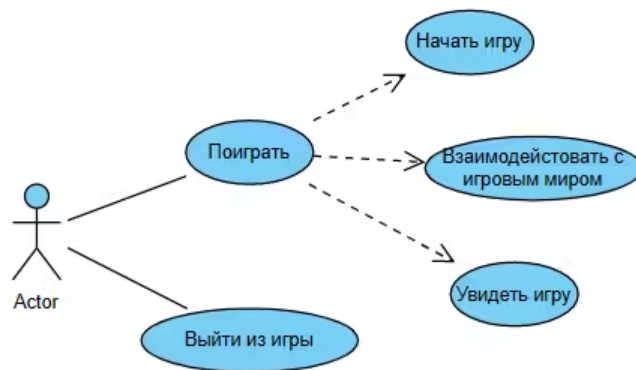 Начать игру
Поиграть
Взаимодейстовать с
игровым миром
Actor
Увидеть игру
Выйти из игры